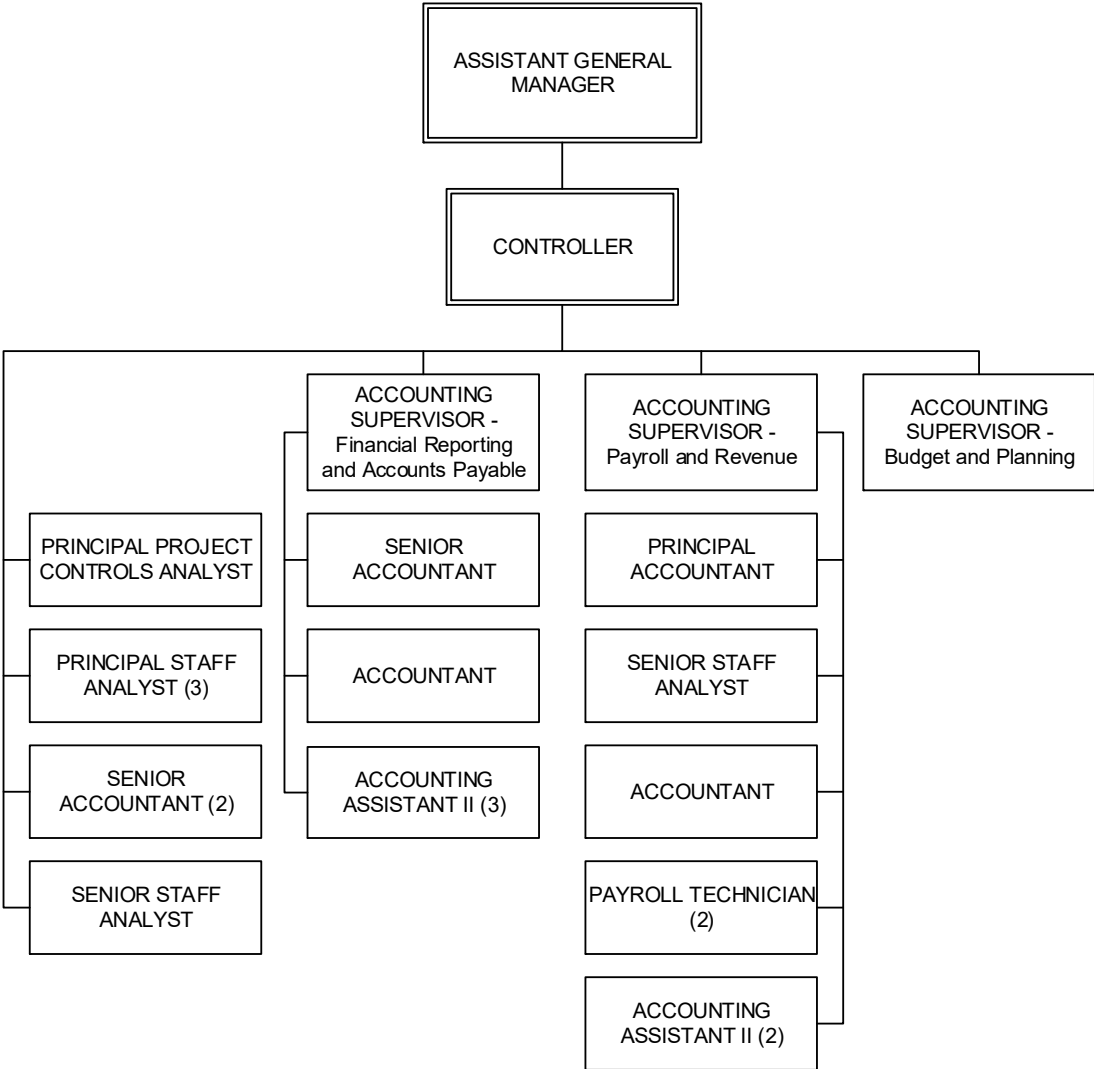 ASSISTANT GENERAL
MANAGER
CONTROLLER
ACCOUNTING
SUPERVISOR -
Financial Reporting
and Accounts Payable
ACCOUNTING
SUPERVISOR -
Payroll and Revenue
ACCOUNTING
SUPERVISOR -
Budget and Planning
PRINCIPAL PROJECT
CONTROLS ANALYST
SENIOR
ACCOUNTANT
PRINCIPAL
ACCOUNTANT
PRINCIPAL STAFF
ANALYST (3)
ACCOUNTANT
SENIOR STAFF
ANALYST
SENIOR
ACCOUNTANT (2)
ACCOUNTING
ASSISTANT II (3)
ACCOUNTANT
SENIOR STAFF
ANALYST
PAYROLL TECHNICIAN
(2)
ACCOUNTING
ASSISTANT II (2)